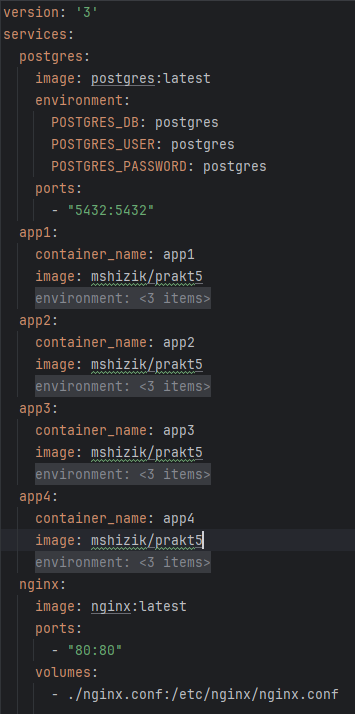 version: '3'
services:
  postgres:
    image: postgres:latest
    environment:
      POSTGRES_DB: postgres
      POSTGRES_USER: postgres
      POSTGRES_PASSWORD: postgres
    ports:
      - "5432:5432"
  app1:
    container_name: app1
    image: mshizik/prakt5
    environment: <3 items>
  app2:
    container_name: app2
    image: mshizik/prakt5
    environment: <3 items>
  app3:
    container_name: app3
    image: mshizik/prakt5
    environment: <3 items>
  app4:
    container_name: app4
    image: mshizik/prakt5
    environment: <3 items>
  nginx:
    image: nginx:latest
    ports:
      - "80:80"
    volumes:
      - ./nginx.conf:/etc/nginx/nginx.conf